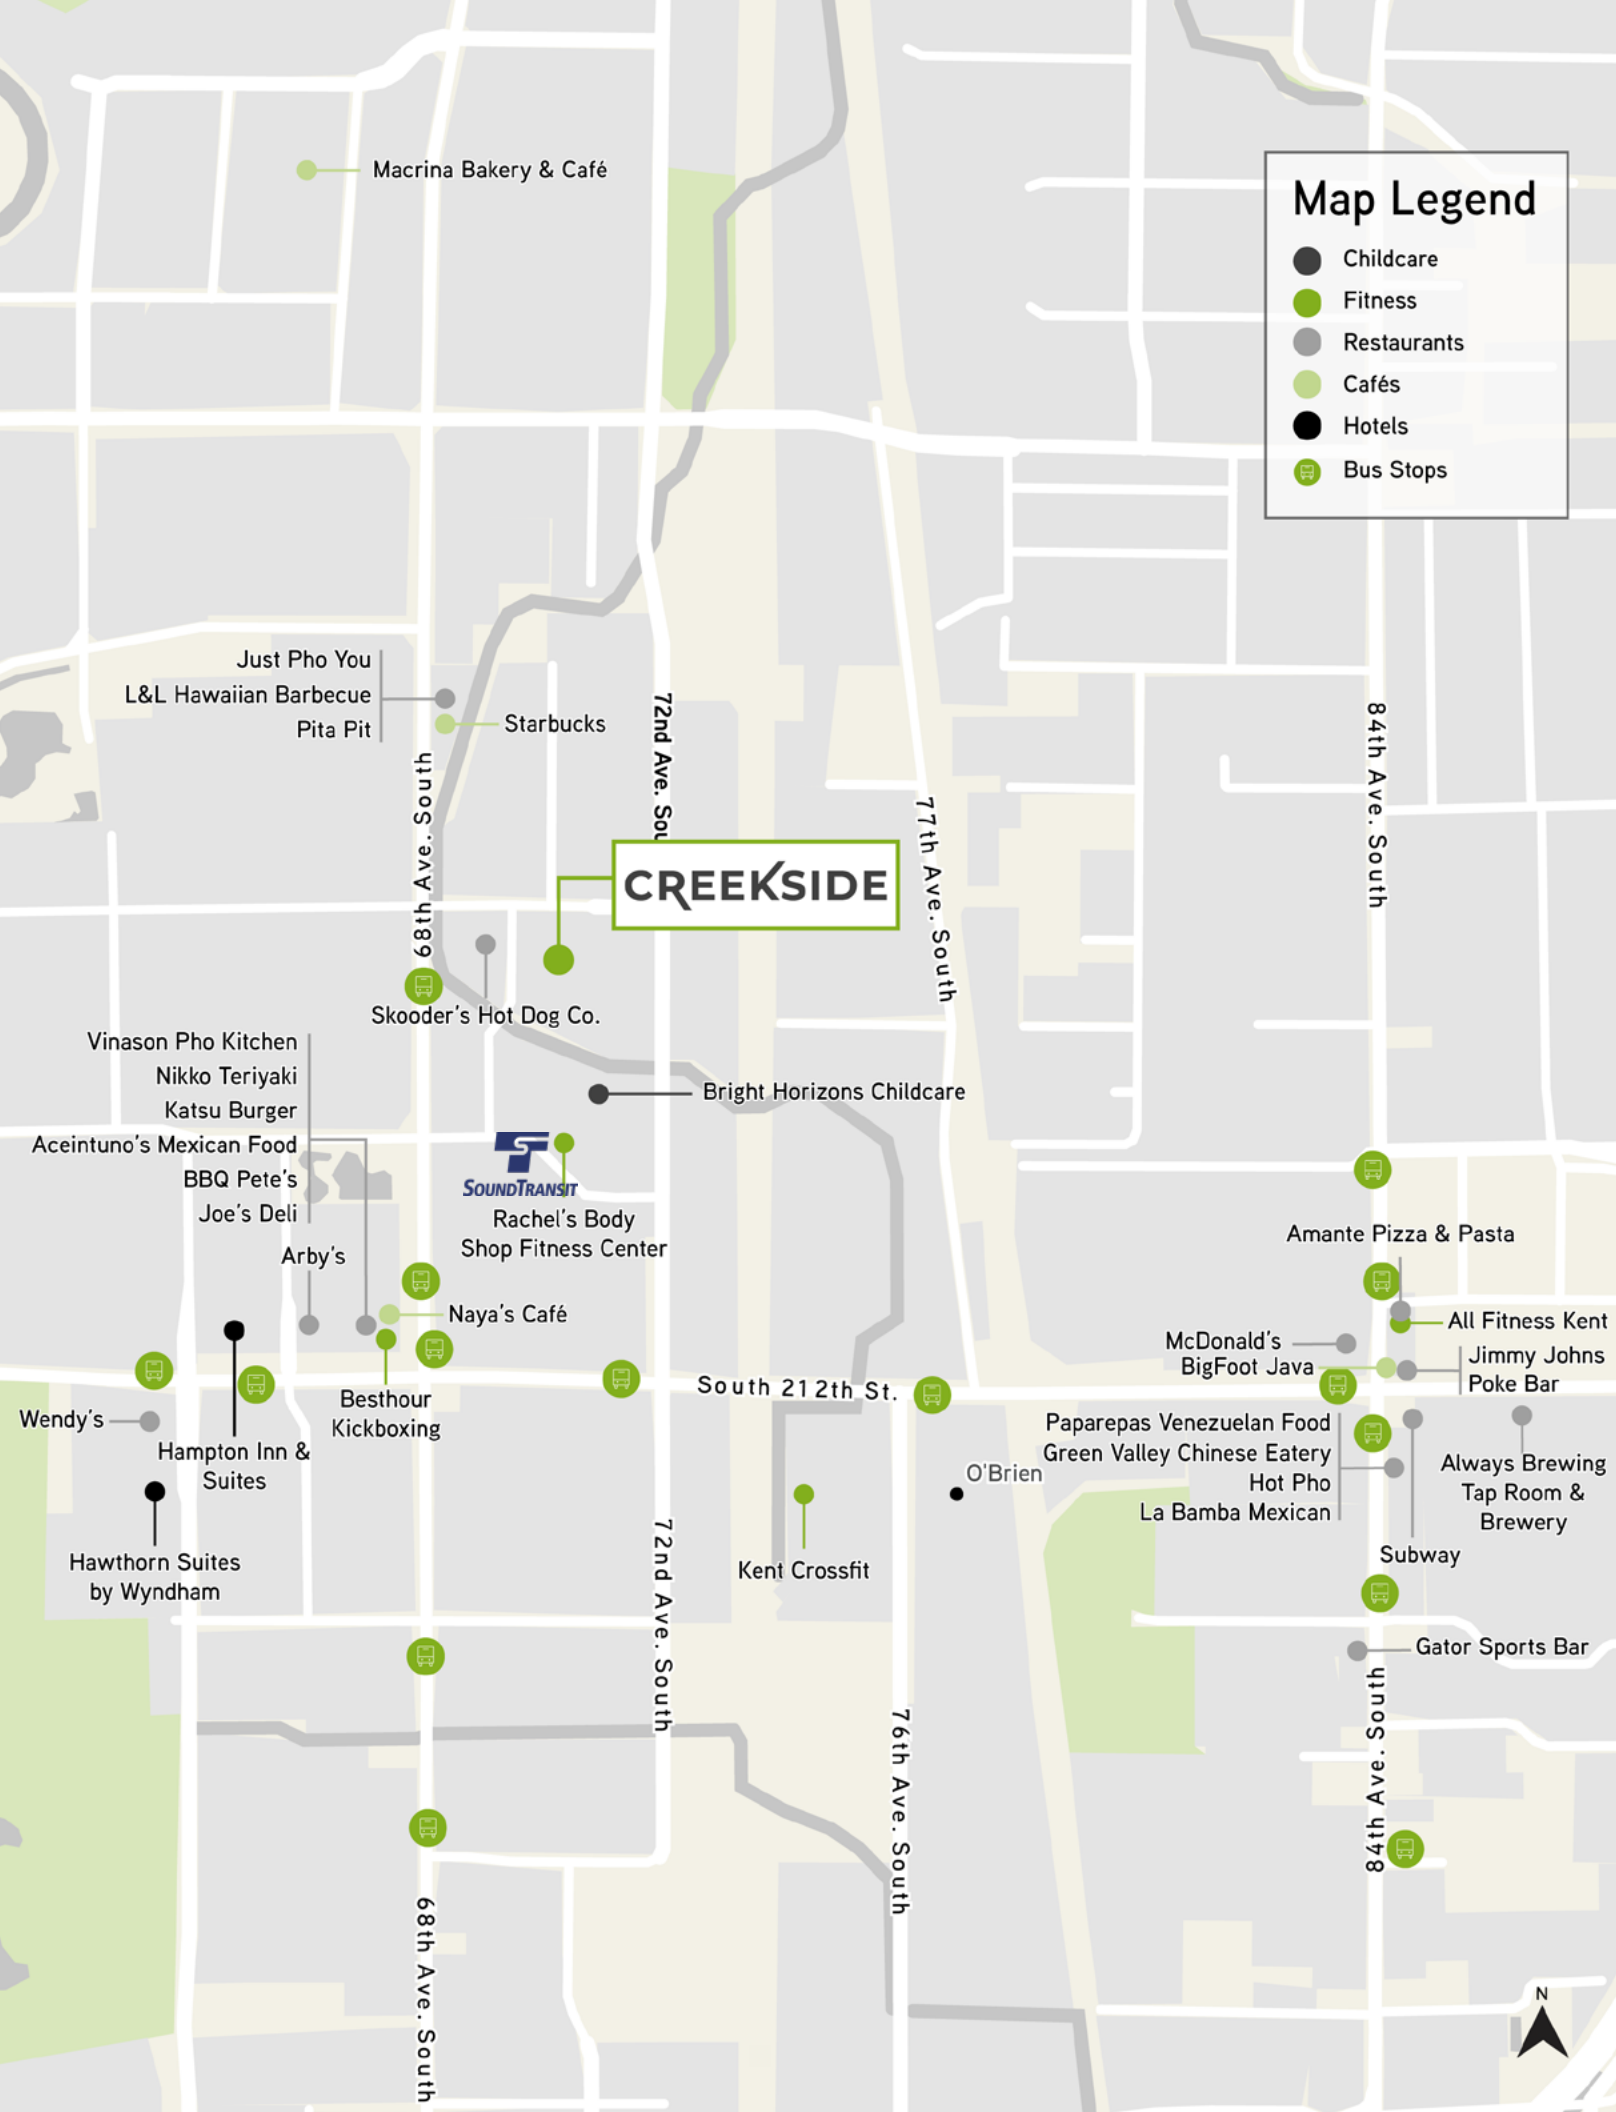 Macrina Bakery & Café
Map Legend
Childcare
Fitness
Restaurants
Cafés
Hotels
Bus Stops
Just Pho You
L&L Hawaiian Barbecue
Pita Pit
Starbucks
68th Ave. South
72nd Ave. Sou
77th Ave. South
84th Ave. South
CREEKSIDE
Skooder's Hot Dog Co.
Vinason Pho Kitchen
Nikko Teriyaki
Katsu Burger
Aceintuno's Mexican Food
BBQ Pete's
Joe's Deli
Bright Horizons Childcare
SOUNDTRANSIT
Rachel's Body
Shop Fitness Center
Arby's
Naya's Café
Amante Pizza & Pasta
All Fitness Kent
McDonald's
BigFoot Java
Jimmy Johns
Poke Bar
South 212th St.
Besthour
Kickboxing
Wendy's
Hampton Inn &
Suites
Hawthorn Suites
by Wyndham
Paparepas Venezuelan Food
Green Valley Chinese Eatery
Hot Pho
La Bamba Mexican
O'Brien
Always Brewing
Tap Room &
Brewery
Kent Crossfit
Subway
72nd Ave. South
Gator Sports Bar
76th Ave. South
84th Ave. South
68th Ave. South
N